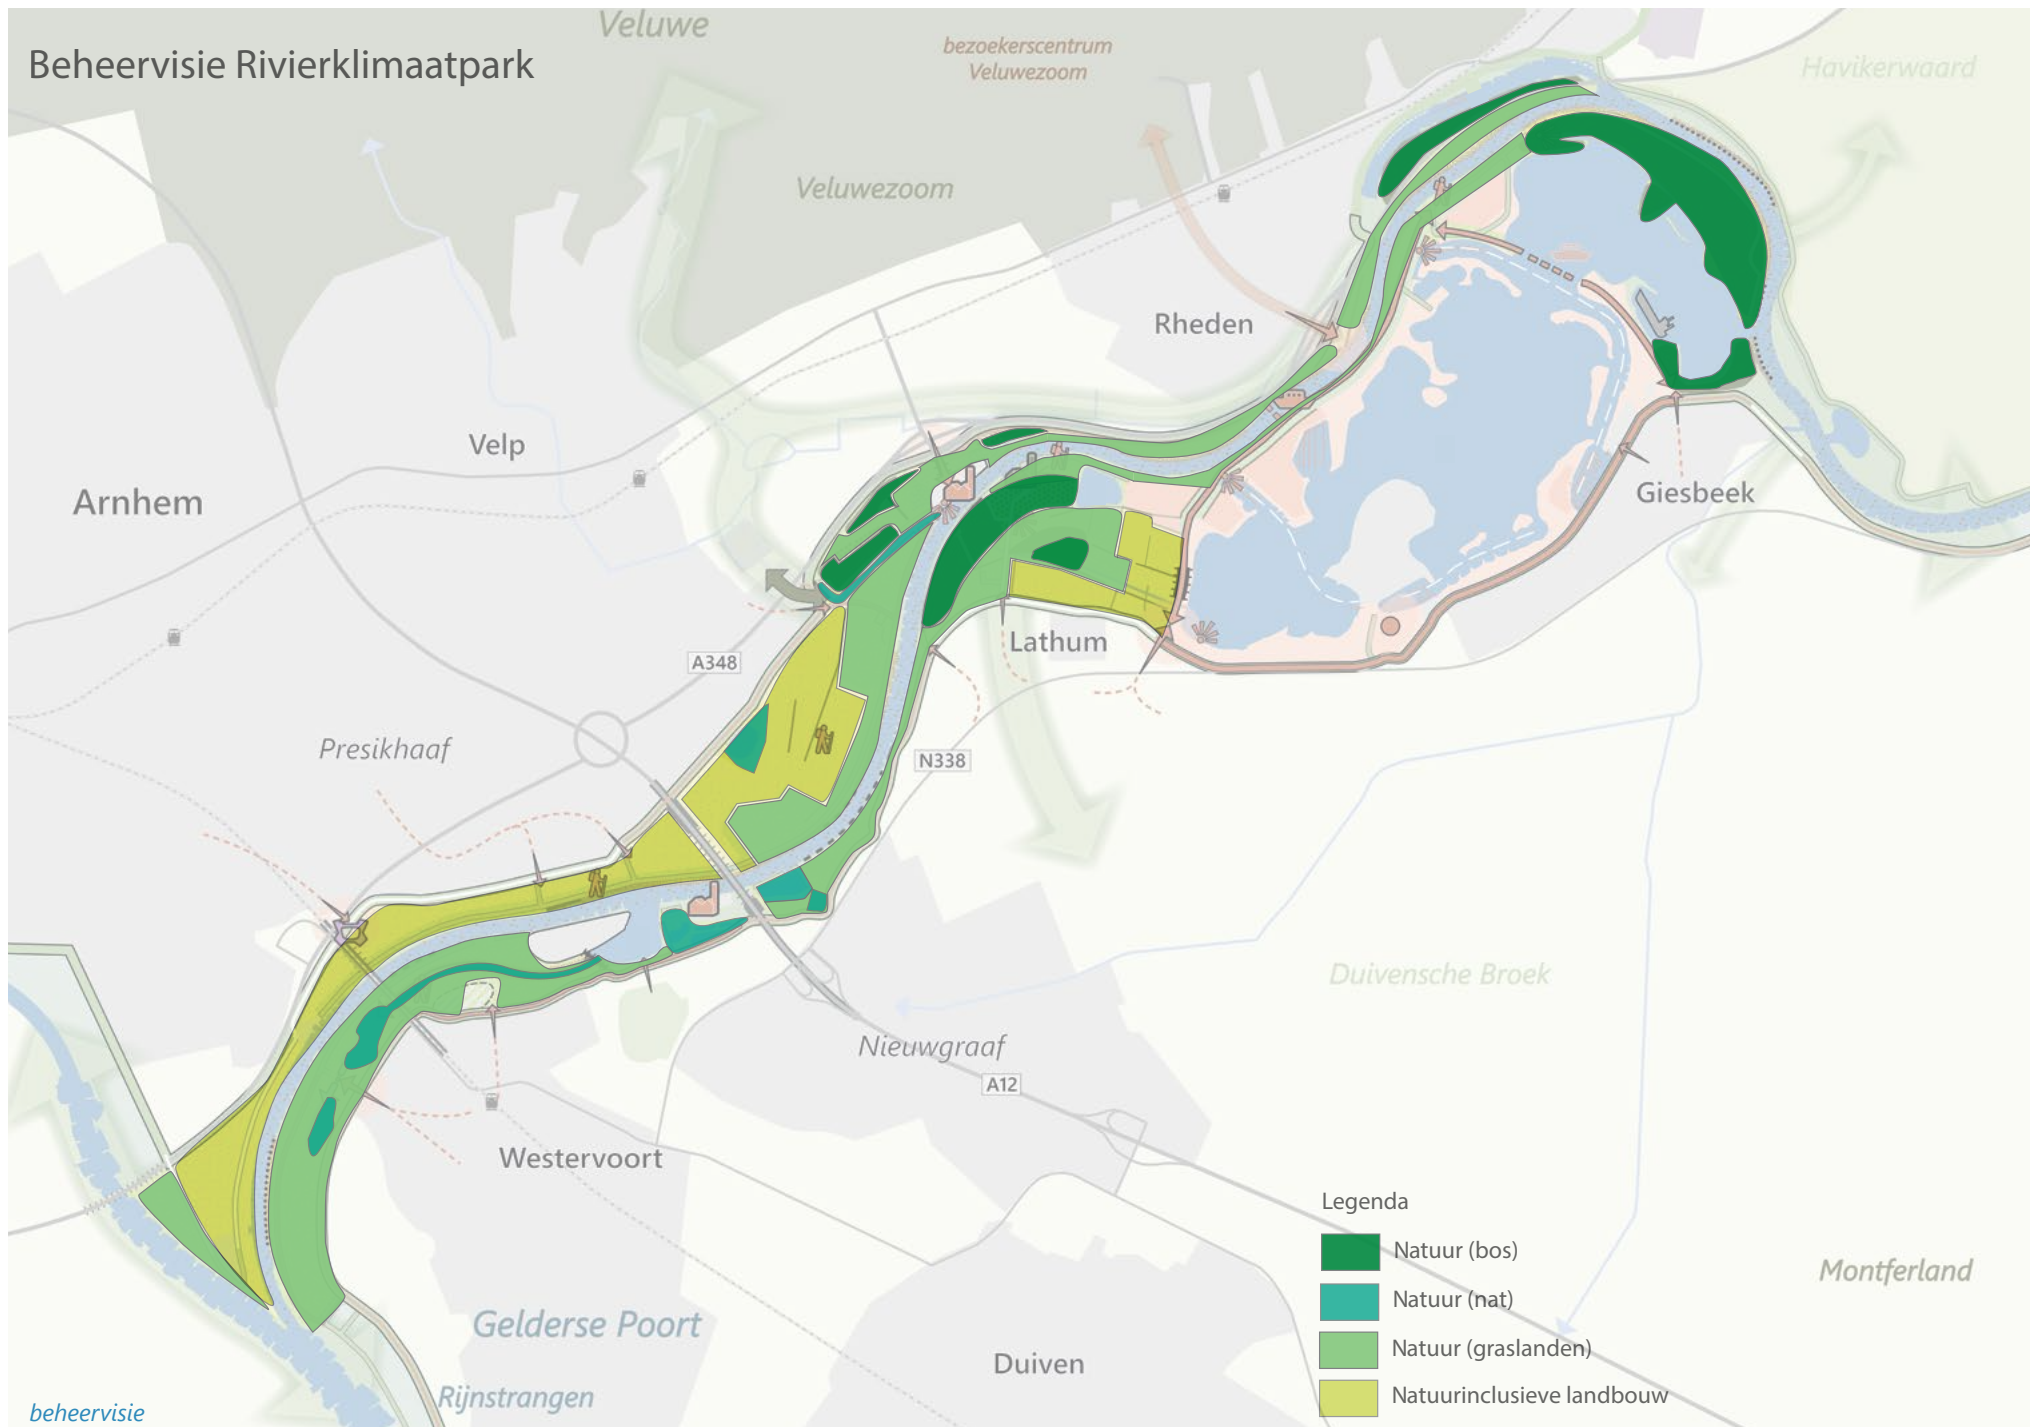 Veluwe
Beheervisie Rivierklimaatpark
bezoekerscentrum
Veluwezoom
Havikerwaard
Veluwezoom
Rheden
Velp
Arnhem
Giesbeek
Lathum
A348
Presikhaaf
N338
Duivensche Broek
Nieuwgraaf
A12
Westervoort
Legenda
Natuur (bos)
Natuur (nat)
Natuur (graslanden)
Natuurinclusieve landbouw
Montferland
Gelderse Poort
Duiven
Rijnstrangen
beheervisie